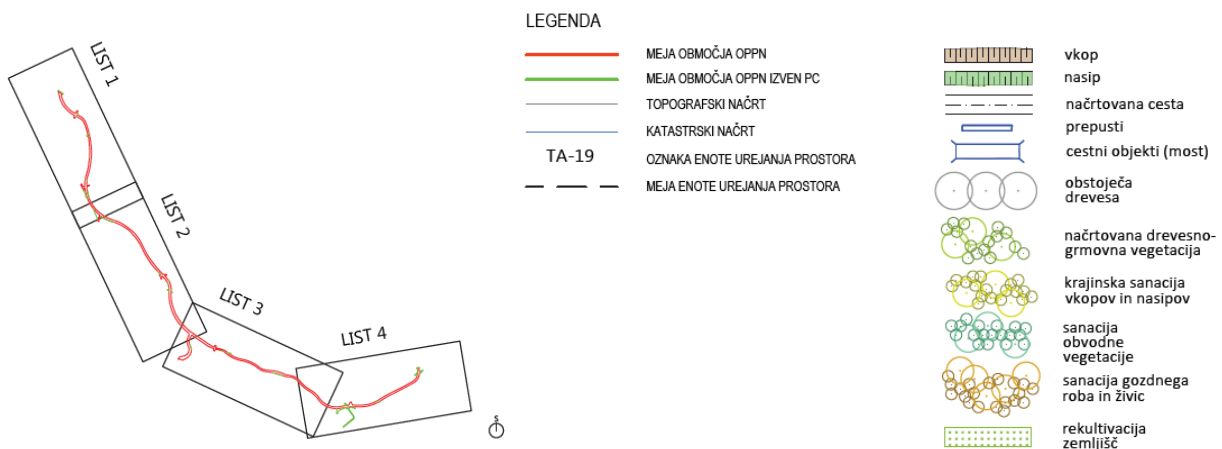 LIST 1
LIST 2
LIST 3
LIST 4
s
LEGENDA
MEJA OBMOČJA OPPN
MEJA OBMOČJA OPPN IZVEN PC
TOPOGRAFSKI NAČRT
KATASTRSKI NAČRT
TA-19 OZNAKA ENOTE UREJANJA PROSTORA
MEJA ENOTE UREJANJA PROSTORA
vkop
nasip
načrtovana cesta
prepusti
cestni objekti (most)
obstoječa
drevesa
načrtovana drevesno-
grmovna vegetacija
krajinska sanacija
vkopov in nasipov
sanacija
obvodne
vegetacije
sanacija gozdnega
roba in živic
rekultivacija
zemljišč